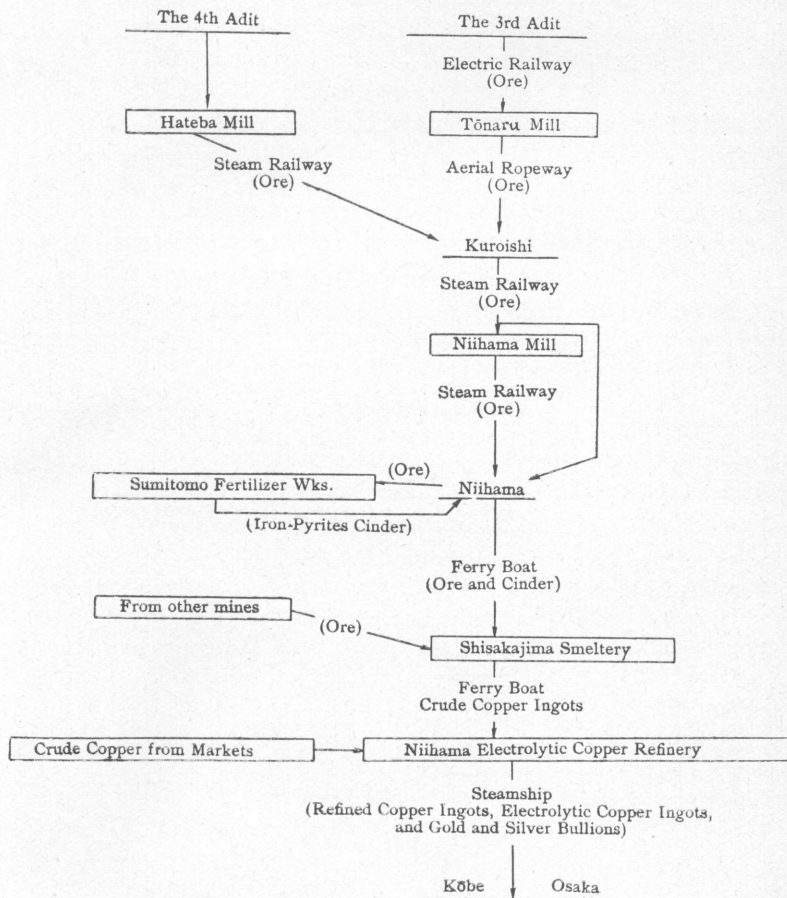 The 4th Adit
The 3rd Adit
Electric Railway
(Ore)
Hateba Mill
Tōnaru Mill
Steam Railway
(Ore)
Aerial Ropeway
(Ore)
Kuroishi
Steam Railway
(Ore)
Niihama Mill
Steam Railway
(Ore)
(Ore)
Sumitomo Fertilizer Wks.
Niihama
(Iron-Pyrites Cinder)
Ferry Boat
(Ore and Cinder)
From other mines
(Ore)
Shisakajima Smeltery
Ferry Boat
Crude Copper Ingots
Crude Copper from Markets
Niihama Electrolytic Copper Refinery
Steamship
(Refined Copper Ingots, Electrolytic Copper Ingots,
and Gold and Silver Bullions)
Kōbe
Osaka